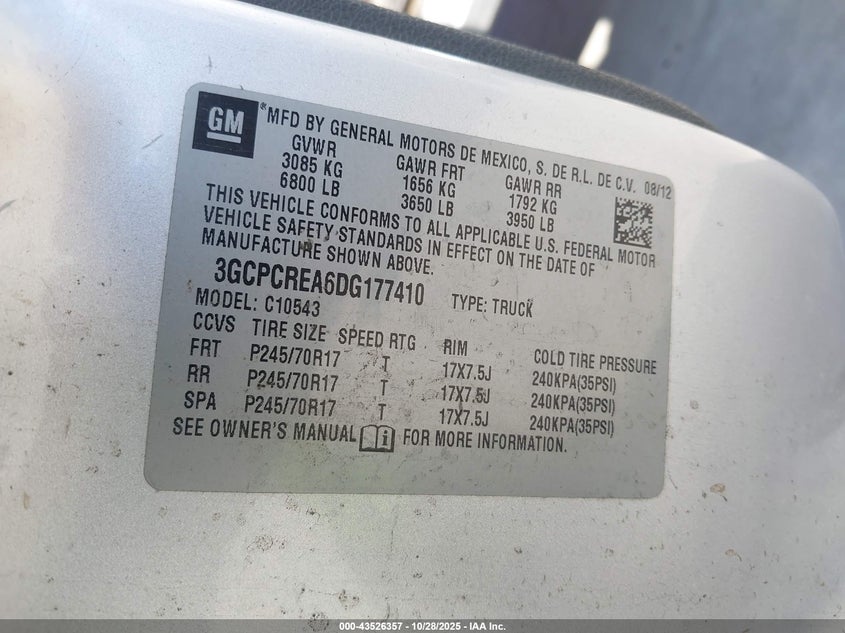 GM *MFD BY GENERAL MOTORS DE MEXICO, S. DE R.L. DE C.V. 08/12
GVWR GAWR FRT GAWR RR
3085 KG 1656 KG 1792 KG
6800 LB 3650 LB 3950 LB
THIS VEHICLE CONFORMS TO ALL APPLICABLE U.S. FEDERAL MOTOR
VEHICLE SAFETY STANDARDS IN EFFECT ON THE DATE OF
MANUFACTURE SHOWN ABOVE.
3GCPCREA6DG177410 TYPE: TRUCK
MODEL: C10543
CCVS TIRE SIZE SPEED RTG RIM COLD TIRE PRESSURE
FRT P245/70R17 T 17X7.5J 240KPA(35PSI)
RR P245/70R17 T 17X7.5J 240KPA(35PSI)
SPA P245/70R17 T 17X7.5J 240KPA(35PSI)
SEE OWNER'S MANUAL i FOR MORE INFORMATION.
000-43526357 - 10/28/2025 - IAA Inc.